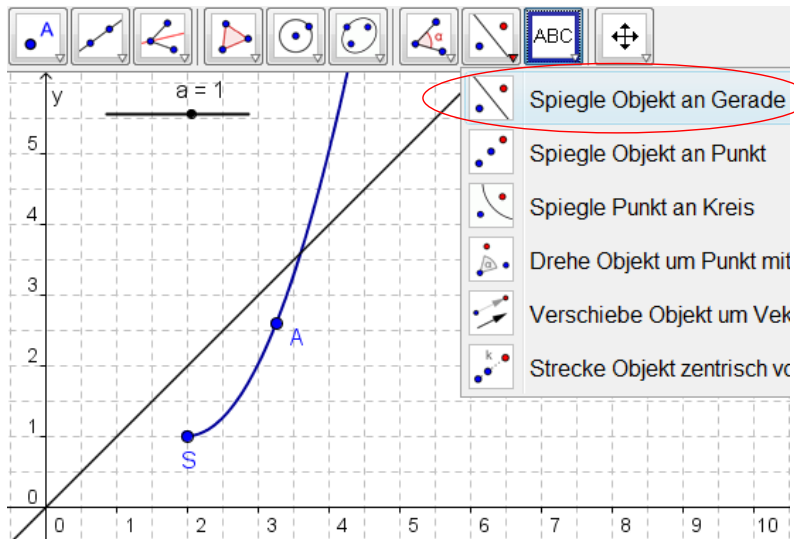 A
α
ABC
y
a = 1
Spiegle Objekt an Gerade
Spiegle Objekt an Punkt
Spiegle Punkt an Kreis
α
Drehe Objekt um Punkt mit
Verschiebe Objekt um Vek
k
Strecke Objekt zentrisch vo
5
4
3
A
2
1
S
0
0 1 2 3 4 5 6 7 8 9 10